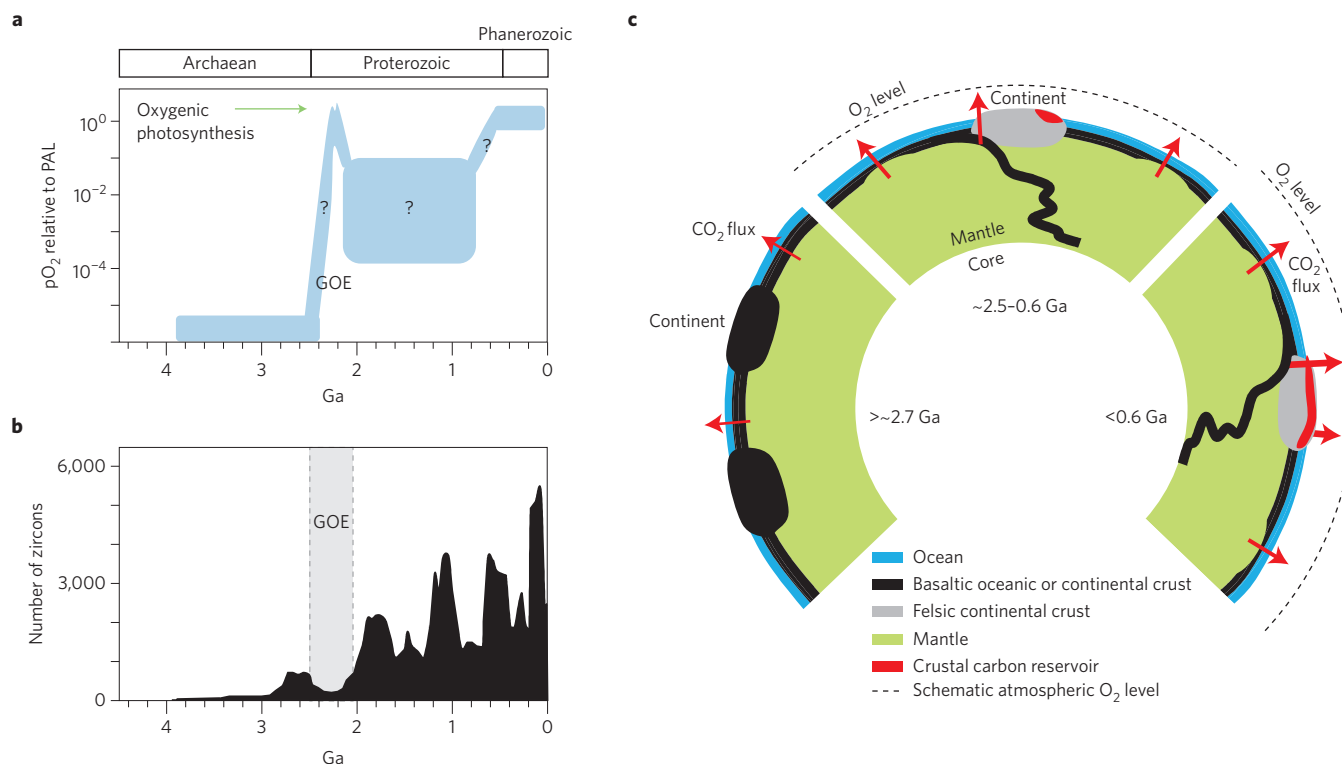 a
Phanerozoic
Archaean
Proterozoic
Oxygenic
photosynthesis
?
?
?
GOE
10⁰
10⁻²
10⁻⁴
pO₂ relative to PAL
4
3
2
1
0
Ga
b
GOE
6,000
3,000
0
Number of zircons
4
3
2
1
0
Ga
c
O₂ level
Continent
O₂ level
CO₂ flux
Mantle
Core
CO₂
flux
~2.5–0.6 Ga
Continent
>~2.7 Ga
<0.6 Ga
Ocean
Basaltic oceanic or continental crust
Felsic continental crust
Mantle
Crustal carbon reservoir
Schematic atmospheric O₂ level